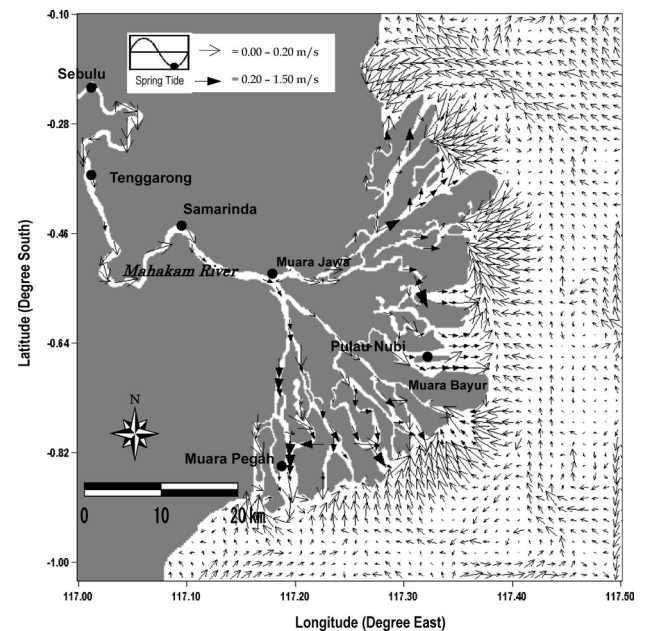 -0.10
= 0.00 – 0.20 m/s
Spring Tide
= 0.20 – 1.50 m/s
Sebulu
-0.28
Tenggarong
Samarinda
-0.46
Muara Jawa
Mahakam River
Latitude (Degree South)
-0.64
Pulau Nubi
Muara Bayur
N
-0.82
Muara Pegah
0 10 20 km
-1.00
117.00 117.10 117.20 117.30 117.40 117.50
Longitude (Degree East)